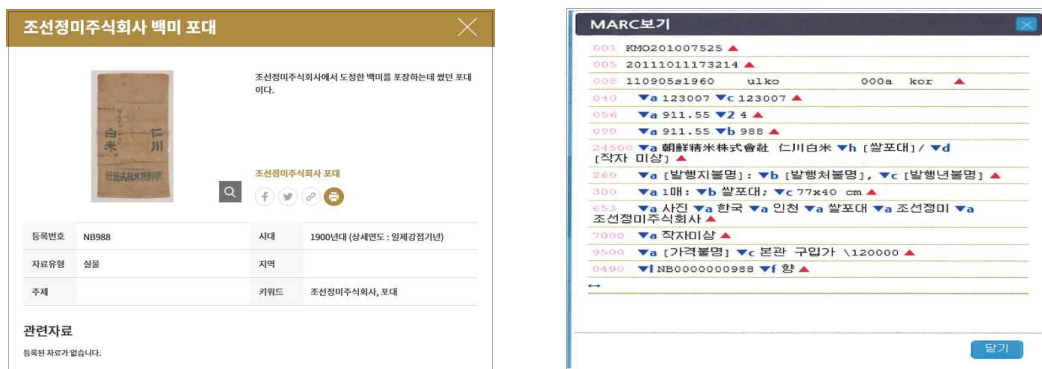 조선정미주식회사 백미 포대
조선정미주식회사에서 도정한 백미를 포장하는데 썼던 포대
이다.
仁川
白米
조선정미주식회사 포대
등록번호 NB988 시대 1900년대 (상세연도 : 일제강점기년)
자료유형 실물 지역
주제 키워드 조선정미주식회사, 포대
관련자료
등록된 자료가 없습니다.
MARC보기
001 KMO201007525 ▲
005 20111011173214 ▲
008 110905s1960 ulko 000a kor ▲
040 ▼a 123007 ▼c 123007 ▲
056 ▼a 911.55 ▼2 4 ▲
090 ▼a 911.55 ▼b 988 ▲
24500 ▼a 朝鮮精米株式會社 仁川白米 ▼h [쌀포대]/ ▼d
[작자 미상] ▲
260 ▼a [발행지불명]: ▼b [발행처불명], ▼c [발행년불명] ▲
300 ▼a 1매: ▼b 쌀포대; ▼c 77x40 cm ▲
653 ▼a 사진 ▼a 한국 ▼a 인천 ▼a 쌀포대 ▼a 조선정미 ▼a
조선정미주식회사 ▲
7000 ▼a 작자미상 ▲
9500 ▼a [가격불명] ▼c 본관 구입가 \120000 ▲
0490 ▼l NB0000000988 ▼f 향 ▲
닫기